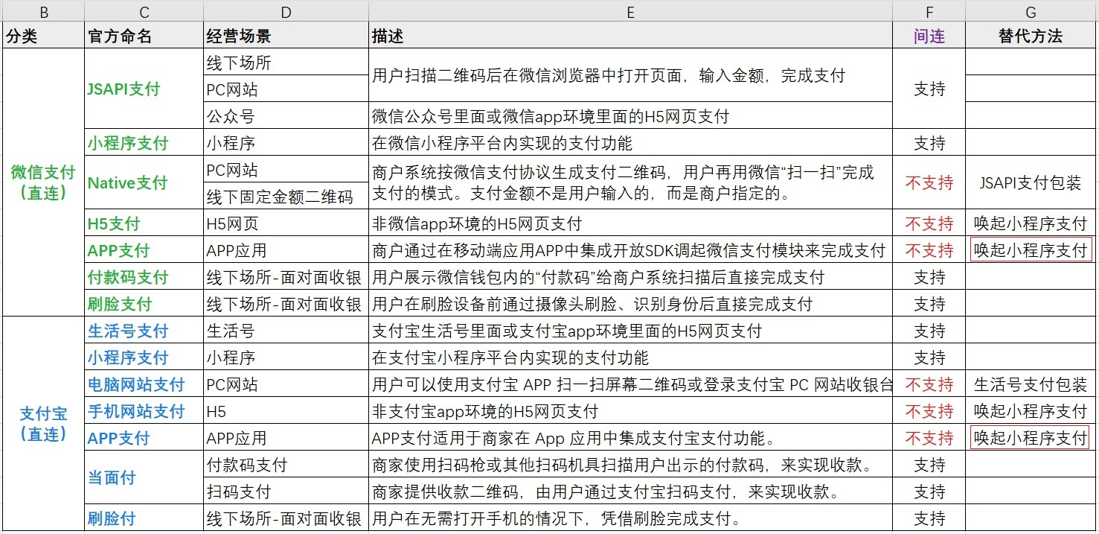 B C D E F G
分类 官方命名 经营场景 描述 间连 替代方法
微信支付
（直连）
JSAPI支付 线下场所 用户扫描二维码后在微信浏览器中打开页面，输入金额，完成支付 支持
PC网站
公众号 微信公众号里面或微信app环境里面的H5网页支付
小程序支付 小程序 在微信小程序平台内实现的支付功能 支持
Native支付 PC网站 商户系统按微信支付协议生成支付二维码，用户再用微信“扫一扫”完成 不支持 JSAPI支付包装
线下固定金额二维码 支付的模式。支付金额不是用户输入的，而是商户指定的。
H5支付 H5网页 非微信app环境的H5网页支付 不支持 唤起小程序支付
APP支付 APP应用 商户通过在移动端应用APP中集成开放SDK调起微信支付模块来完成支付 不支持 唤起小程序支付
付款码支付 线下场所-面对面收银 用户展示微信钱包内的“付款码”给商户系统扫描后直接完成支付 支持
刷脸支付 线下场所-面对面收银 用户在刷脸设备前通过摄像头刷脸、识别身份后直接完成支付 支持
支付宝
（直连）
生活号支付 生活号 支付宝生活号里面或支付宝app环境里面的H5网页支付 支持
小程序支付 小程序 在支付宝小程序平台内实现的支付功能 支持
电脑网站支付 PC网站 用户可以使用支付宝 APP 扫一扫屏幕二维码或登录支付宝 PC 网站收银台 不支持 生活号支付包装
手机网站支付 H5 非支付宝app环境的H5网页支付 不支持 唤起小程序支付
APP支付 APP应用 APP支付适用于商家在 App 应用中集成支付宝支付功能。 不支持 唤起小程序支付
当面付 付款码支付 商家使用扫码枪或其他扫码机具扫描用户出示的付款码，来实现收款。 支持
扫码支付 商家提供收款二维码，由用户通过支付宝扫码支付，来实现收款。 支持
刷脸付 线下场所-面对面收银 用户在无需打开手机的情况下，凭借刷脸完成支付。 支持